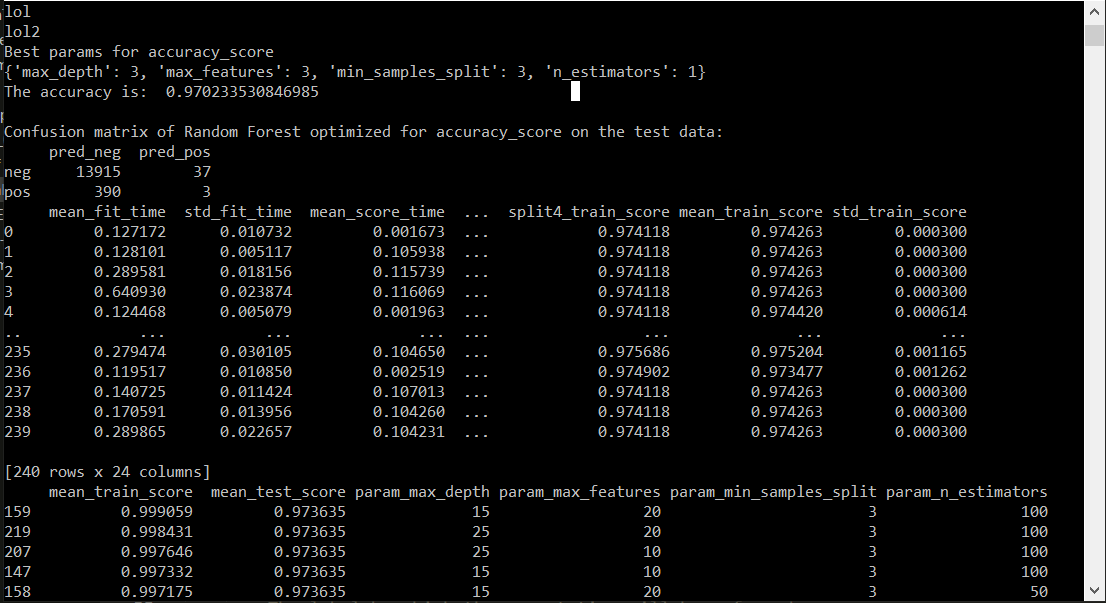 lol
lol2
Best params for accuracy_score
{'max_depth': 3, 'max_features': 3, 'min_samples_split': 3, 'n_estimators': 1}
The accuracy is:  0.970233530846985
Confusion matrix of Random Forest optimized for accuracy_score on the test data:
     pred_neg  pred_pos
neg     13915        37
pos       390         3
     mean_fit_time  std_fit_time  mean_score_time  ...  split4_train_score  mean_train_score  std_train_score
0         0.127172      0.010732         0.001673  ...            0.974118          0.974263         0.000300
1         0.128101      0.005117         0.105938  ...            0.974118          0.974263         0.000300
2         0.289581      0.018156         0.115739  ...            0.974118          0.974263         0.000300
3         0.640930      0.023874         0.116069  ...            0.974118          0.974263         0.000300
4         0.124468      0.005079         0.001963  ...            0.974118          0.974420         0.000614
..             ...           ...              ...  ...                 ...               ...              ...
235       0.279474      0.030105         0.104650  ...            0.975686          0.975204         0.001165
236       0.119517      0.010850         0.002519  ...            0.974902          0.973477         0.001262
237       0.140725      0.011424         0.107013  ...            0.974118          0.974263         0.000300
238       0.170591      0.013956         0.104260  ...            0.974118          0.974263         0.000300
239       0.289865      0.022657         0.104231  ...            0.974118          0.974263         0.000300
[240 rows x 24 columns]
     mean_train_score  mean_test_score param_max_depth param_max_features param_min_samples_split param_n_estimators
159          0.999059         0.973635              15                 20                       3                100
219          0.998431         0.973635              25                 20                       3                100
207          0.997646         0.973635              25                 10                       3                100
147          0.997332         0.973635              15                 10                       3                100
158          0.997175         0.973635              15                 20                       3                 50